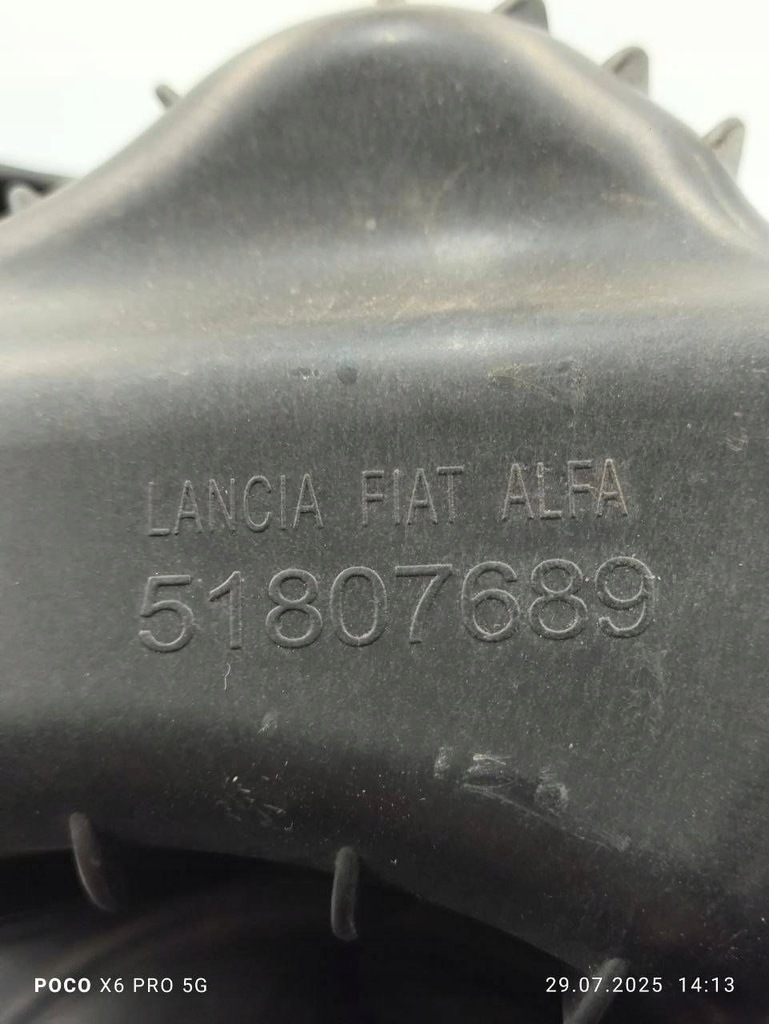 LANCIA FIAT ALFA
51807689
POCO X6 PRO 5G
29.07.2025 14:13